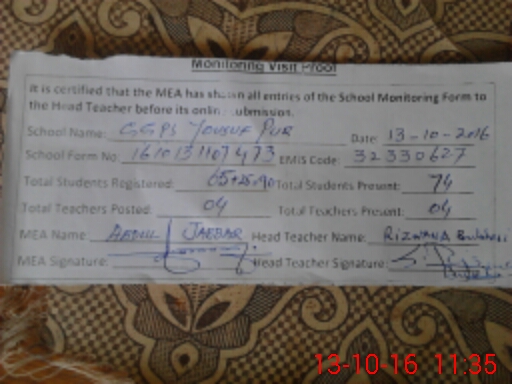 Monitoring Visit Proof
It is certified that the MEA has shown all entries of the School Monitoring Form to
the Head Teacher before its online submission.
School Name: GGPS Yousuf Pur Date: 13-10-2016
School Form No 1610131107473 EMIS Code: 32330627
Total Students Registered: 65+25=90 Total Students Present: 74
Total Teachers Posted: 04 Total Teachers Present: 04
MEA Name: ABDUL JABBAR Head Teacher Name: RIZWANA
MEA Signature: Head Teacher Signature:
13-10-16 11:35